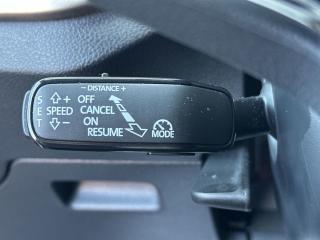 − DISTANCE +
S + OFF
E SPEED CANCEL
T − ON
RESUME
MODE